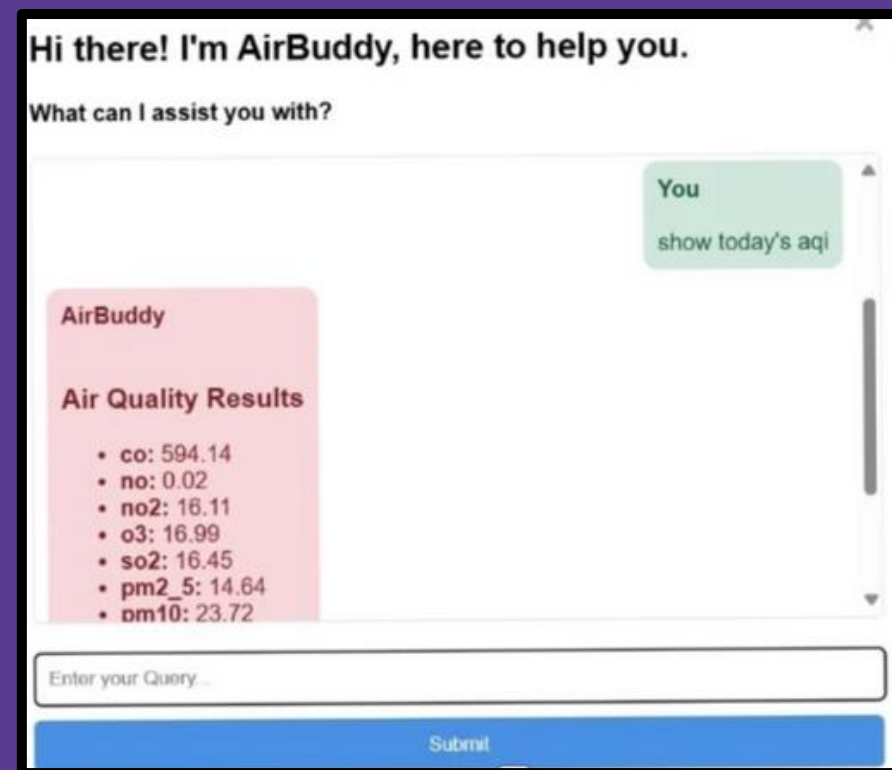 Hi there! I'm AirBuddy, here to help you.
What can I assist you with?
You
show today's aqi
AirBuddy
Air Quality Results
• co: 594.14
• no: 0.02
• no2: 16.11
• o3: 16.99
• so2: 16.45
• pm2_5: 14.64
• pm10: 23.72
Enter your Query...
Submit